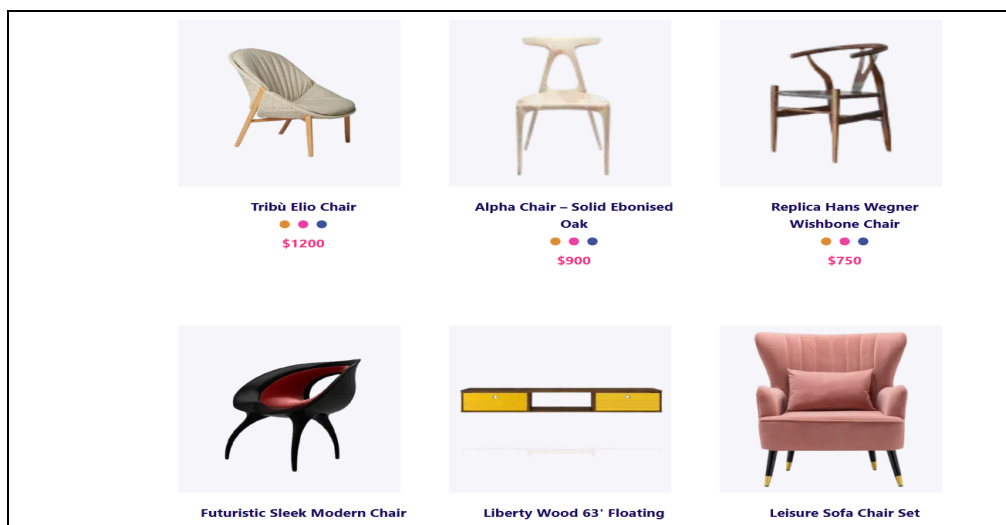 Tribù Elio Chair
$1200
Alpha Chair – Solid Ebonised
Oak
$900
Replica Hans Wegner
Wishbone Chair
$750
Futuristic Sleek Modern Chair
Liberty Wood 63' Floating
Leisure Sofa Chair Set